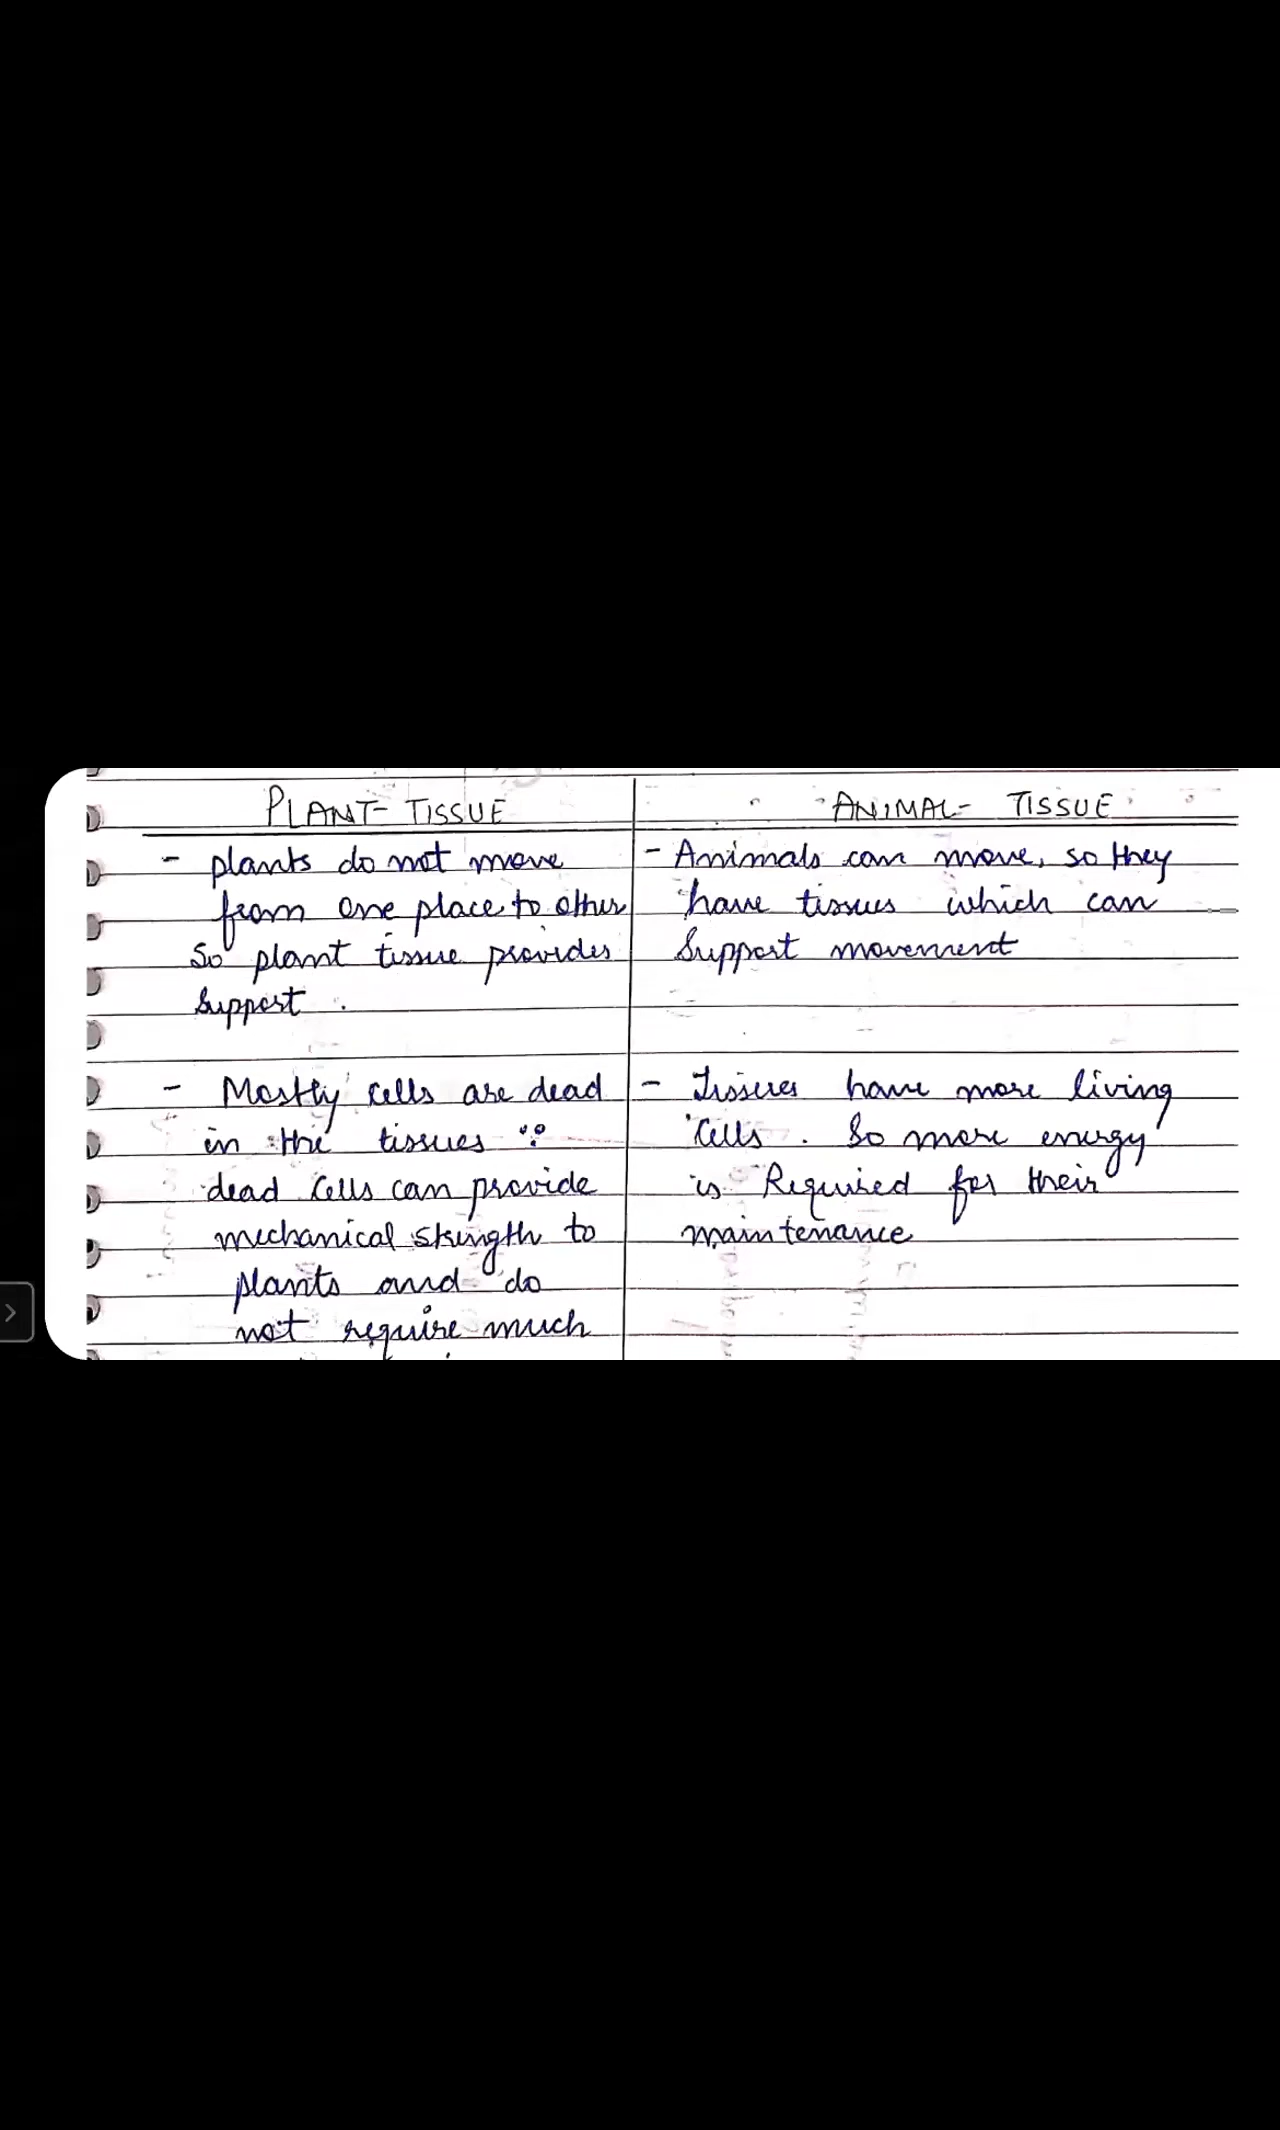 PLANT- TISSUE
- plants do not move
from one place to other
So plant tissue provides
Support .
- Mostly cells are dead
in the tissues ∵
dead cells can provide
mechanical strength to
plants and do
not require much
ANIMAL- TISSUE
- Animals can move, so they
have tissues which can
Support movement
- Tissues have more living
cells . So more energy
is Required for their
maintenance